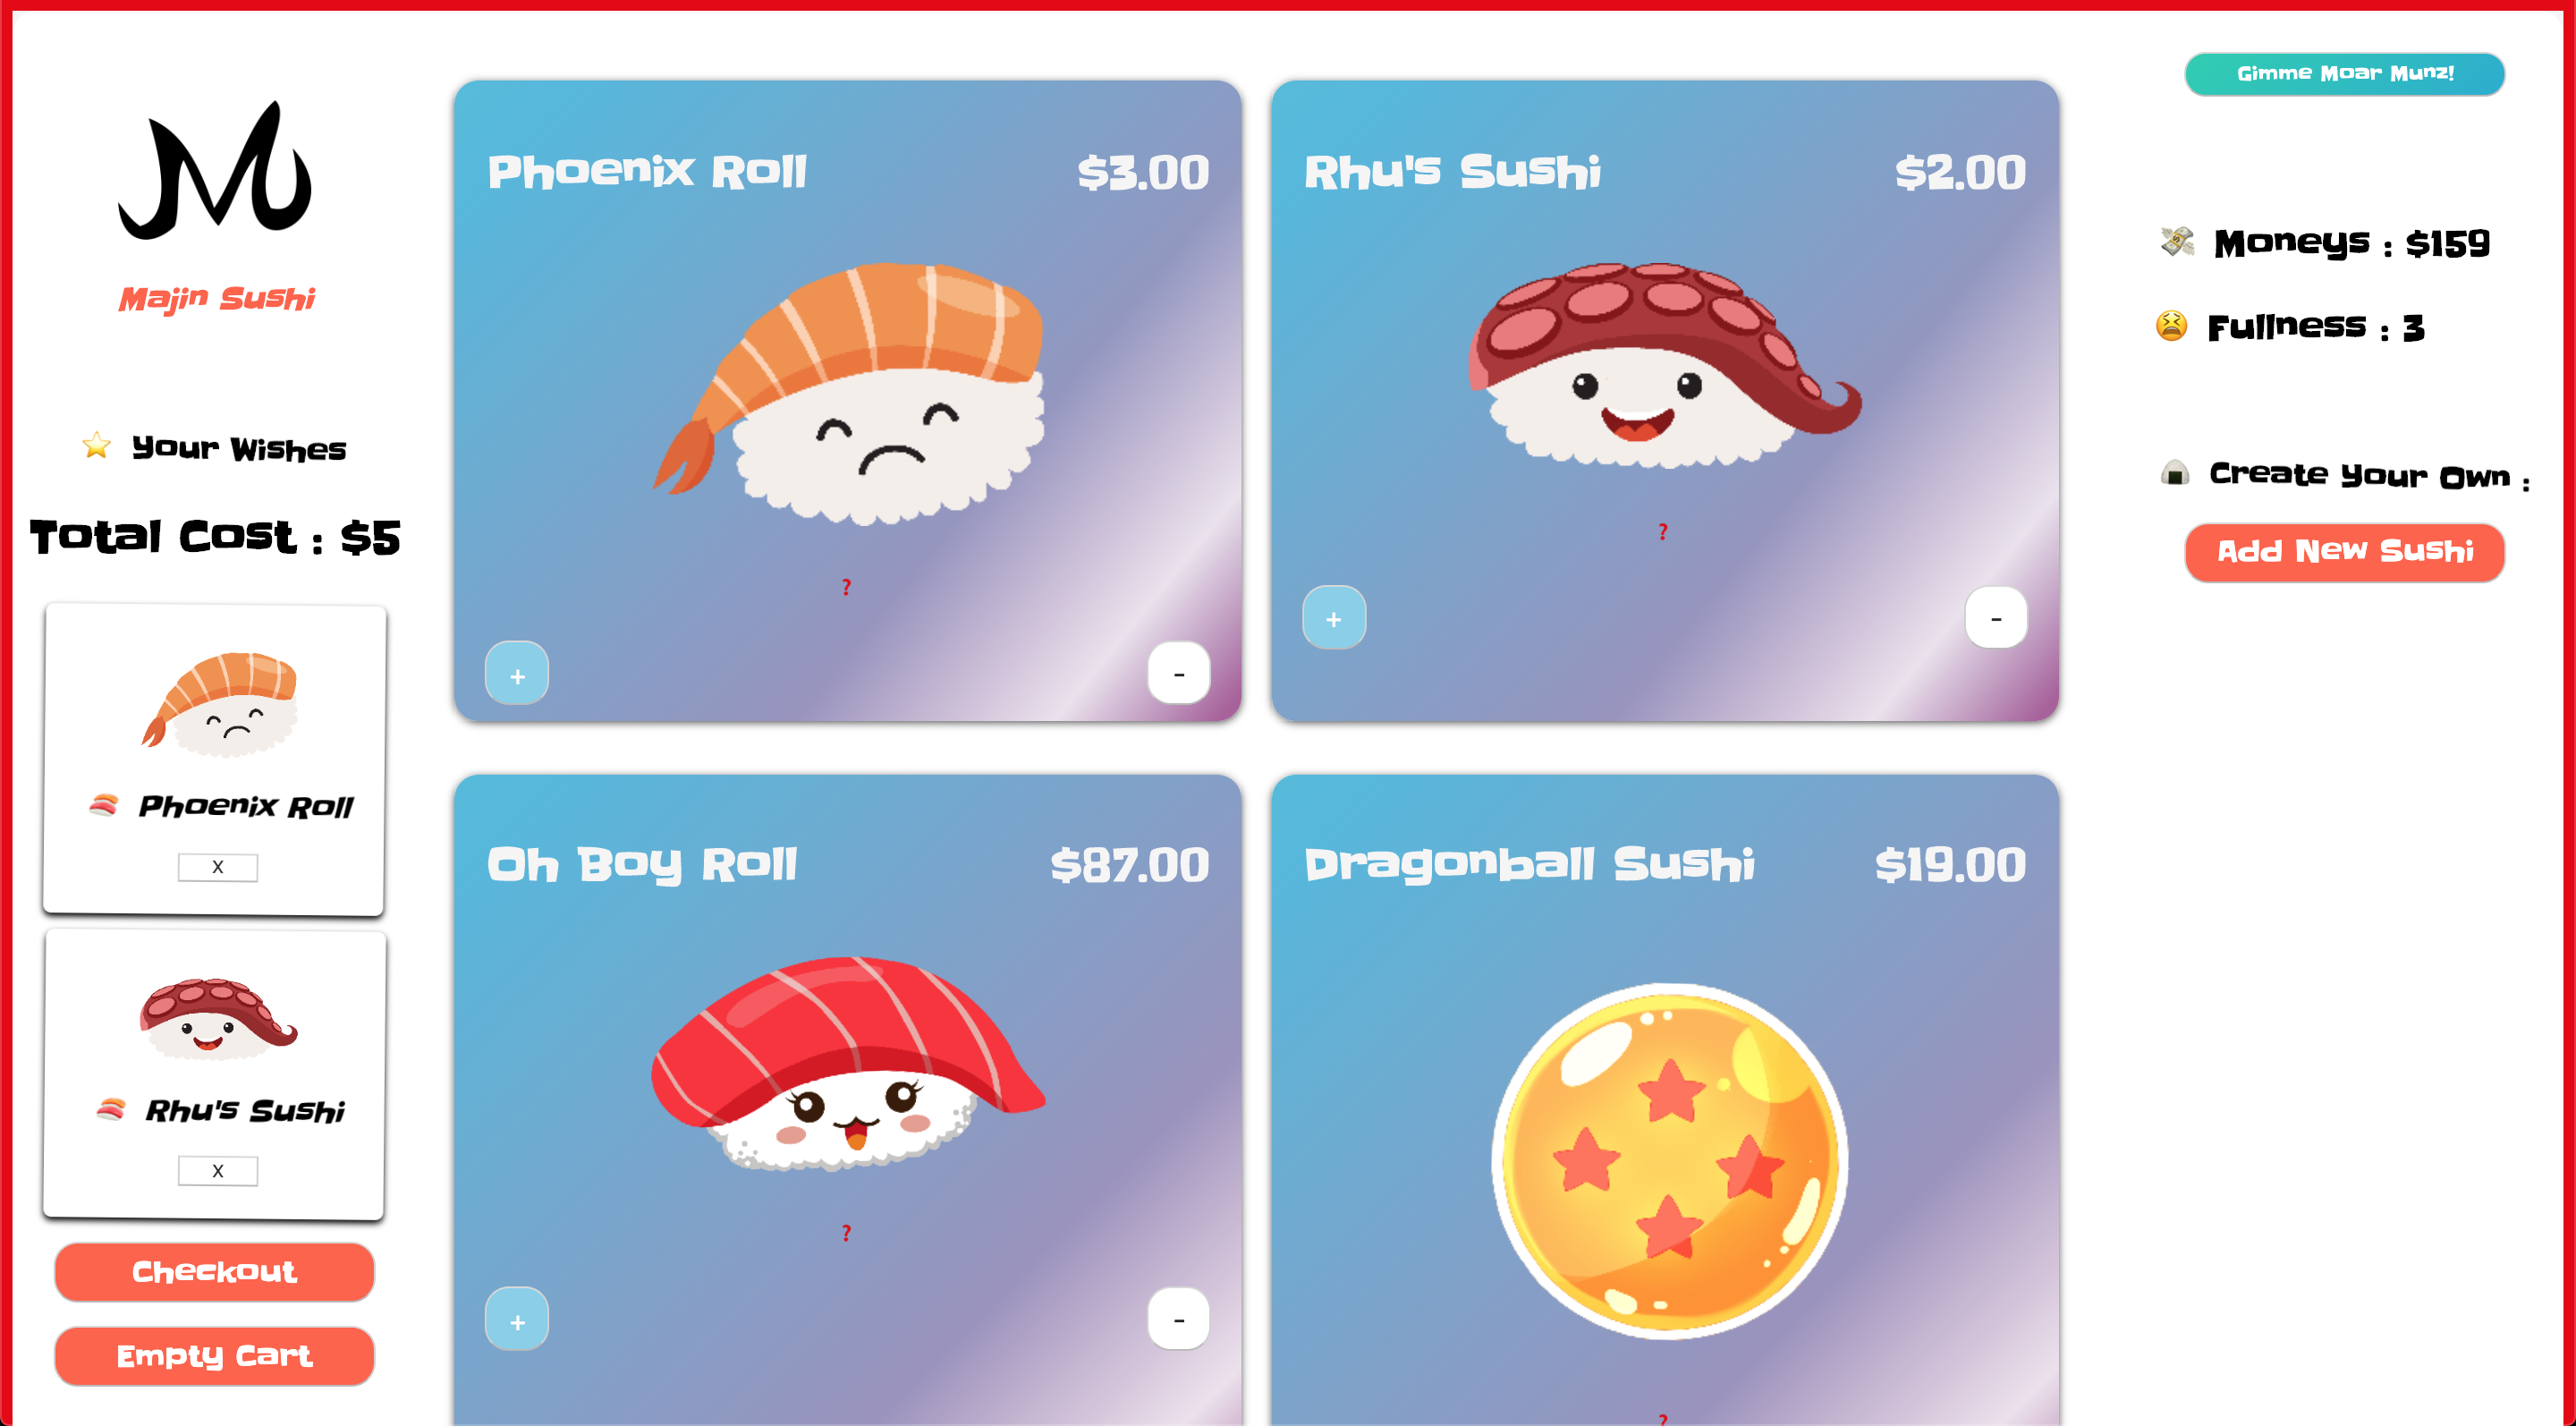 Majin Sushi
⭐ Your Wishes
Total Cost : $5
🍣 Phoenix Roll
X
🍣 Rhu's Sushi
X
Checkout
Empty Cart
Phoenix Roll $3.00
?
+ -
Rhu's Sushi $2.00
?
+ -
Oh Boy Roll $87.00
?
+ -
Dragonball Sushi $19.00
?
Gimme Moar Munz!
💸 Moneys : $159
😫 Fullness : 3
🍙 Create Your Own :
Add New Sushi